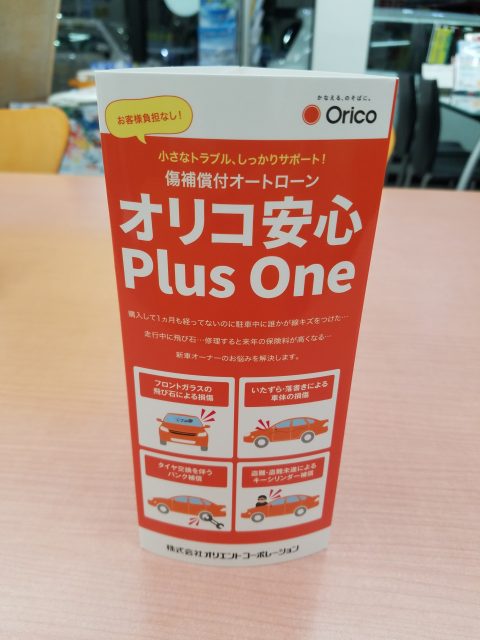 お客様負担なし！
かなえる、のそばに。
Orico
小さなトラブル、しっかりサポート！
傷補償付オートローン
オリコ安心
Plus One
購入して1ヵ月も経ってないのに駐車中に誰かが線キズをつけた…
走行中に飛び石…修理すると来年の保険料が高くなる…
新車オーナーのお悩みを解決します。
フロントガラスの
飛び石による損傷
いたずら・落書きによる
車体の損傷
タイヤ交換を伴う
パンク補償
盗難・盗難未遂による
キーシリンダー補償
株式会社オリエントコーポレーション